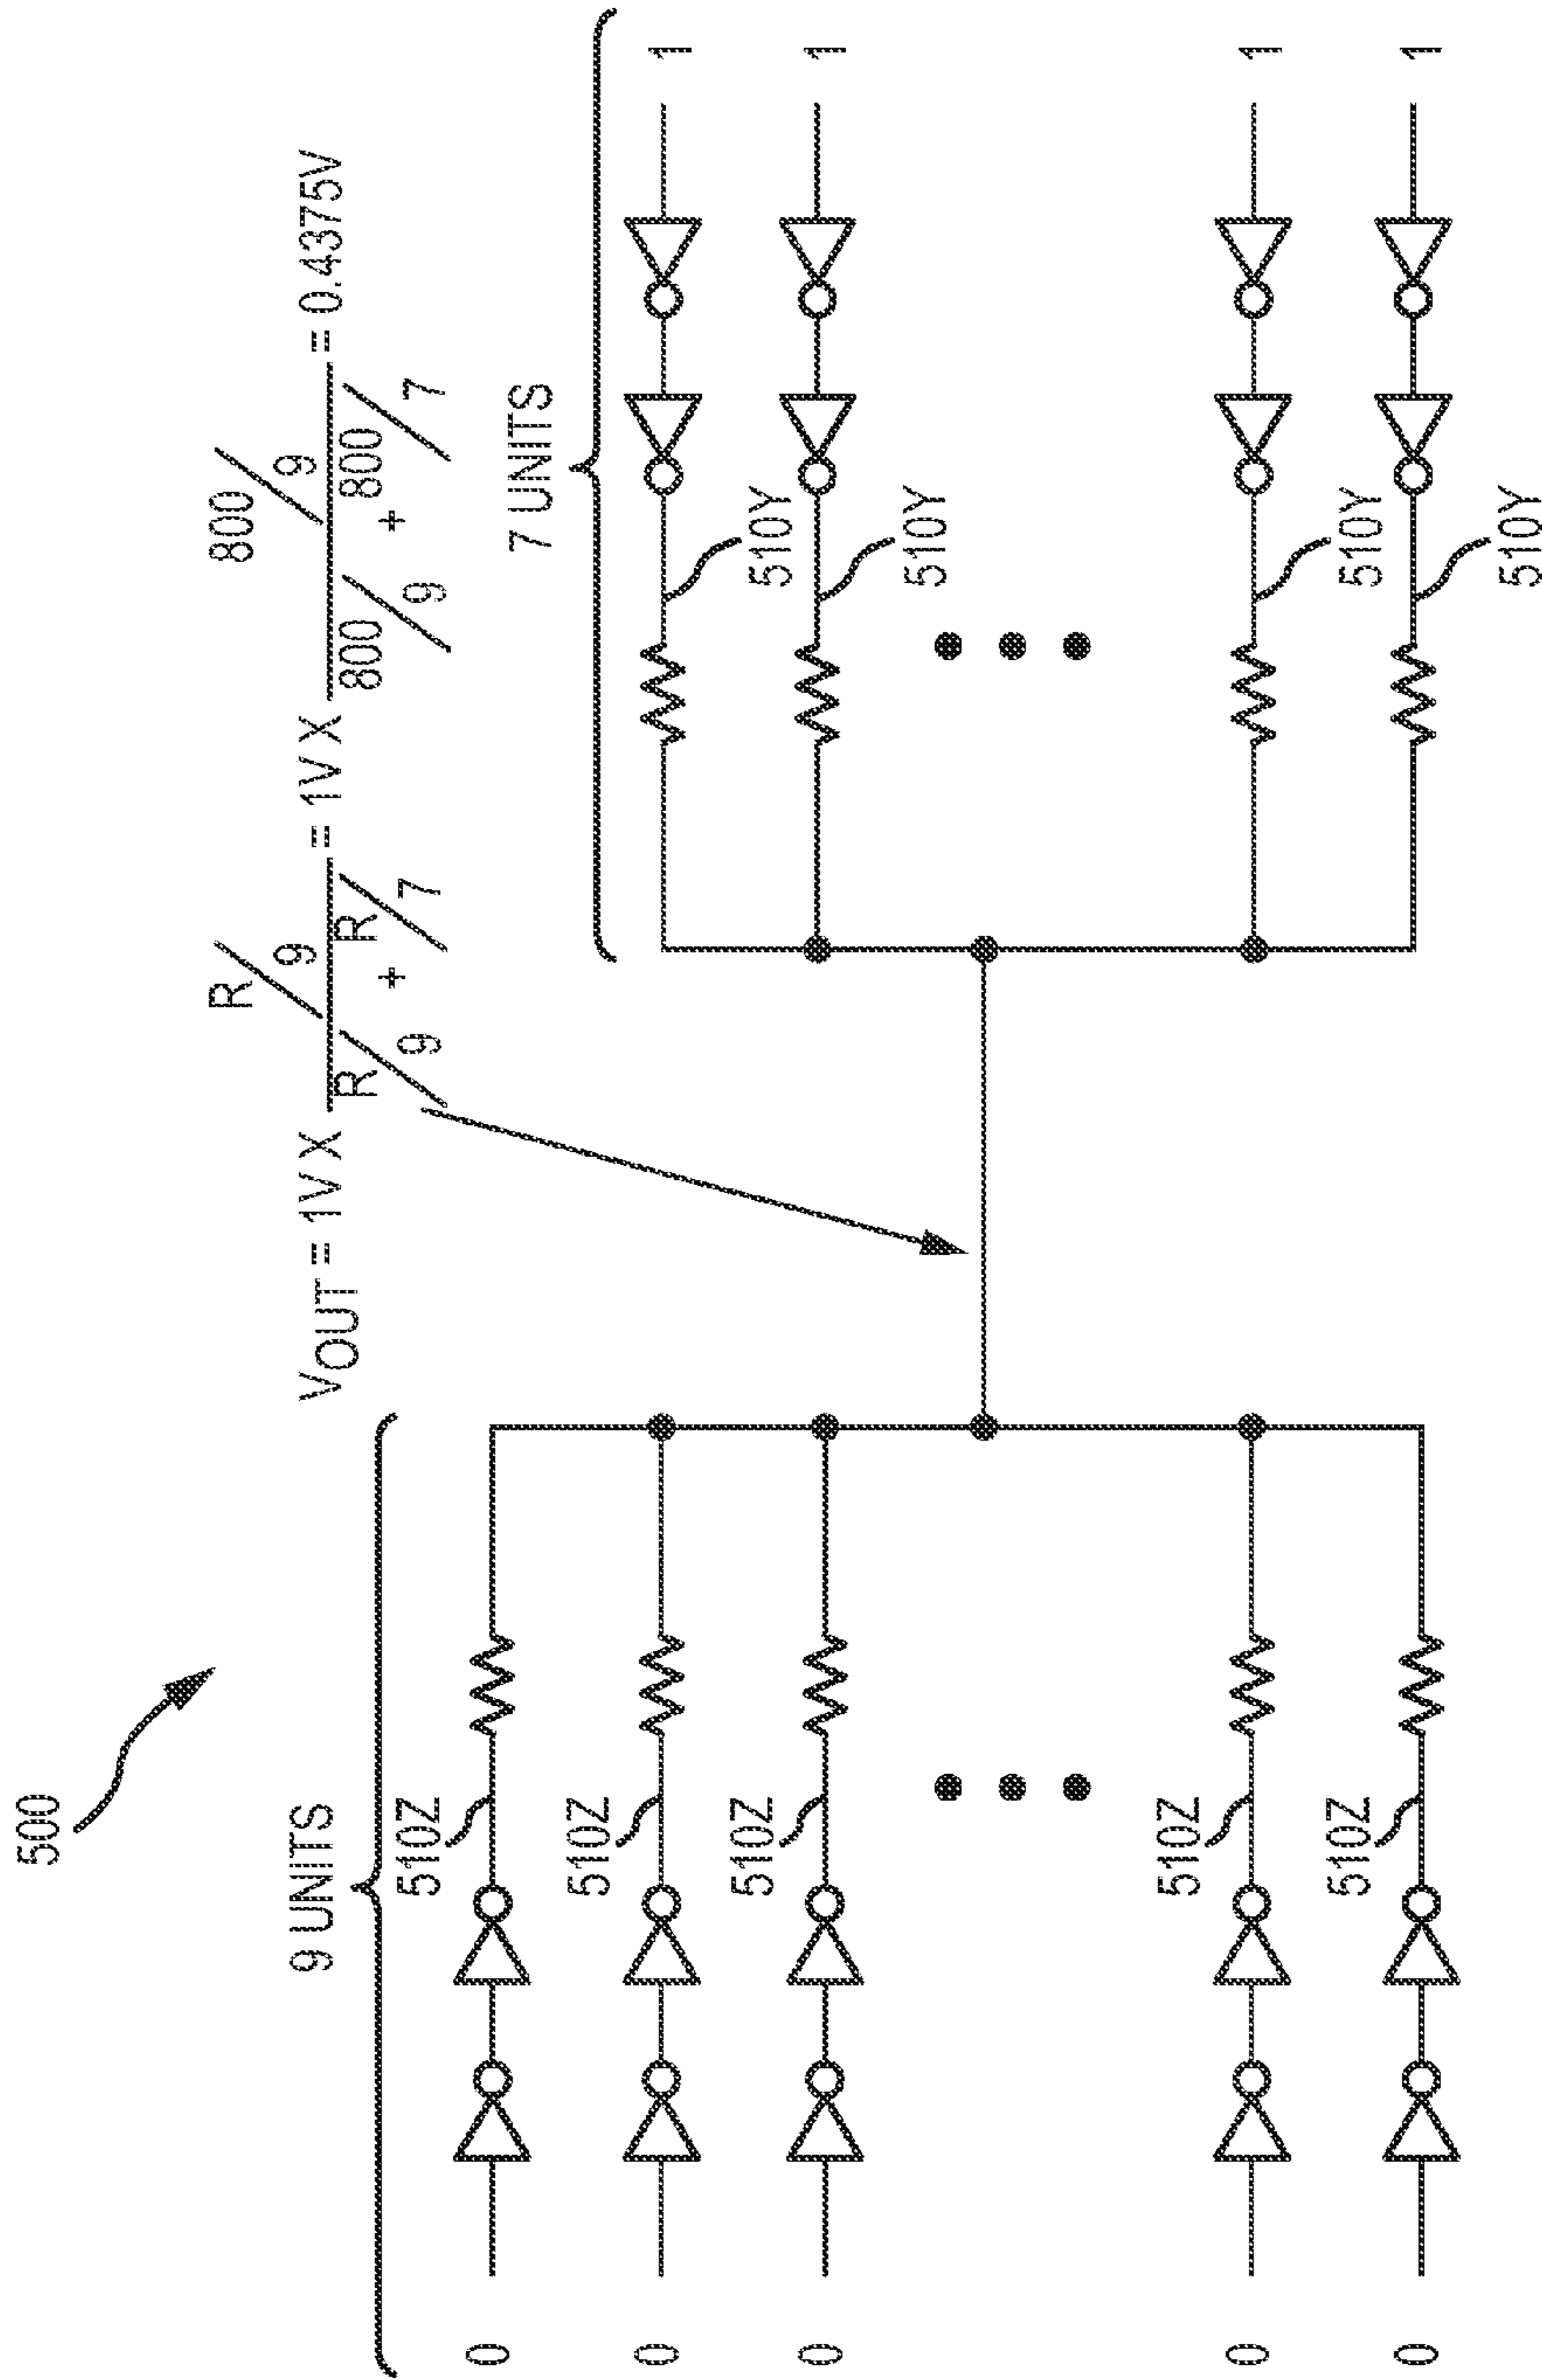 500
9 UNITS
VOUT = 1V X R/9 / (R/9 + R/7) = 1V X 800/9 / (800/9 + 800/7) = 0.4375V
7 UNITS
0 510Z
0 510Z
0 510Z
0 510Z
0 510Z
510Y 1
510Y 1
510Y 1
510Y 1